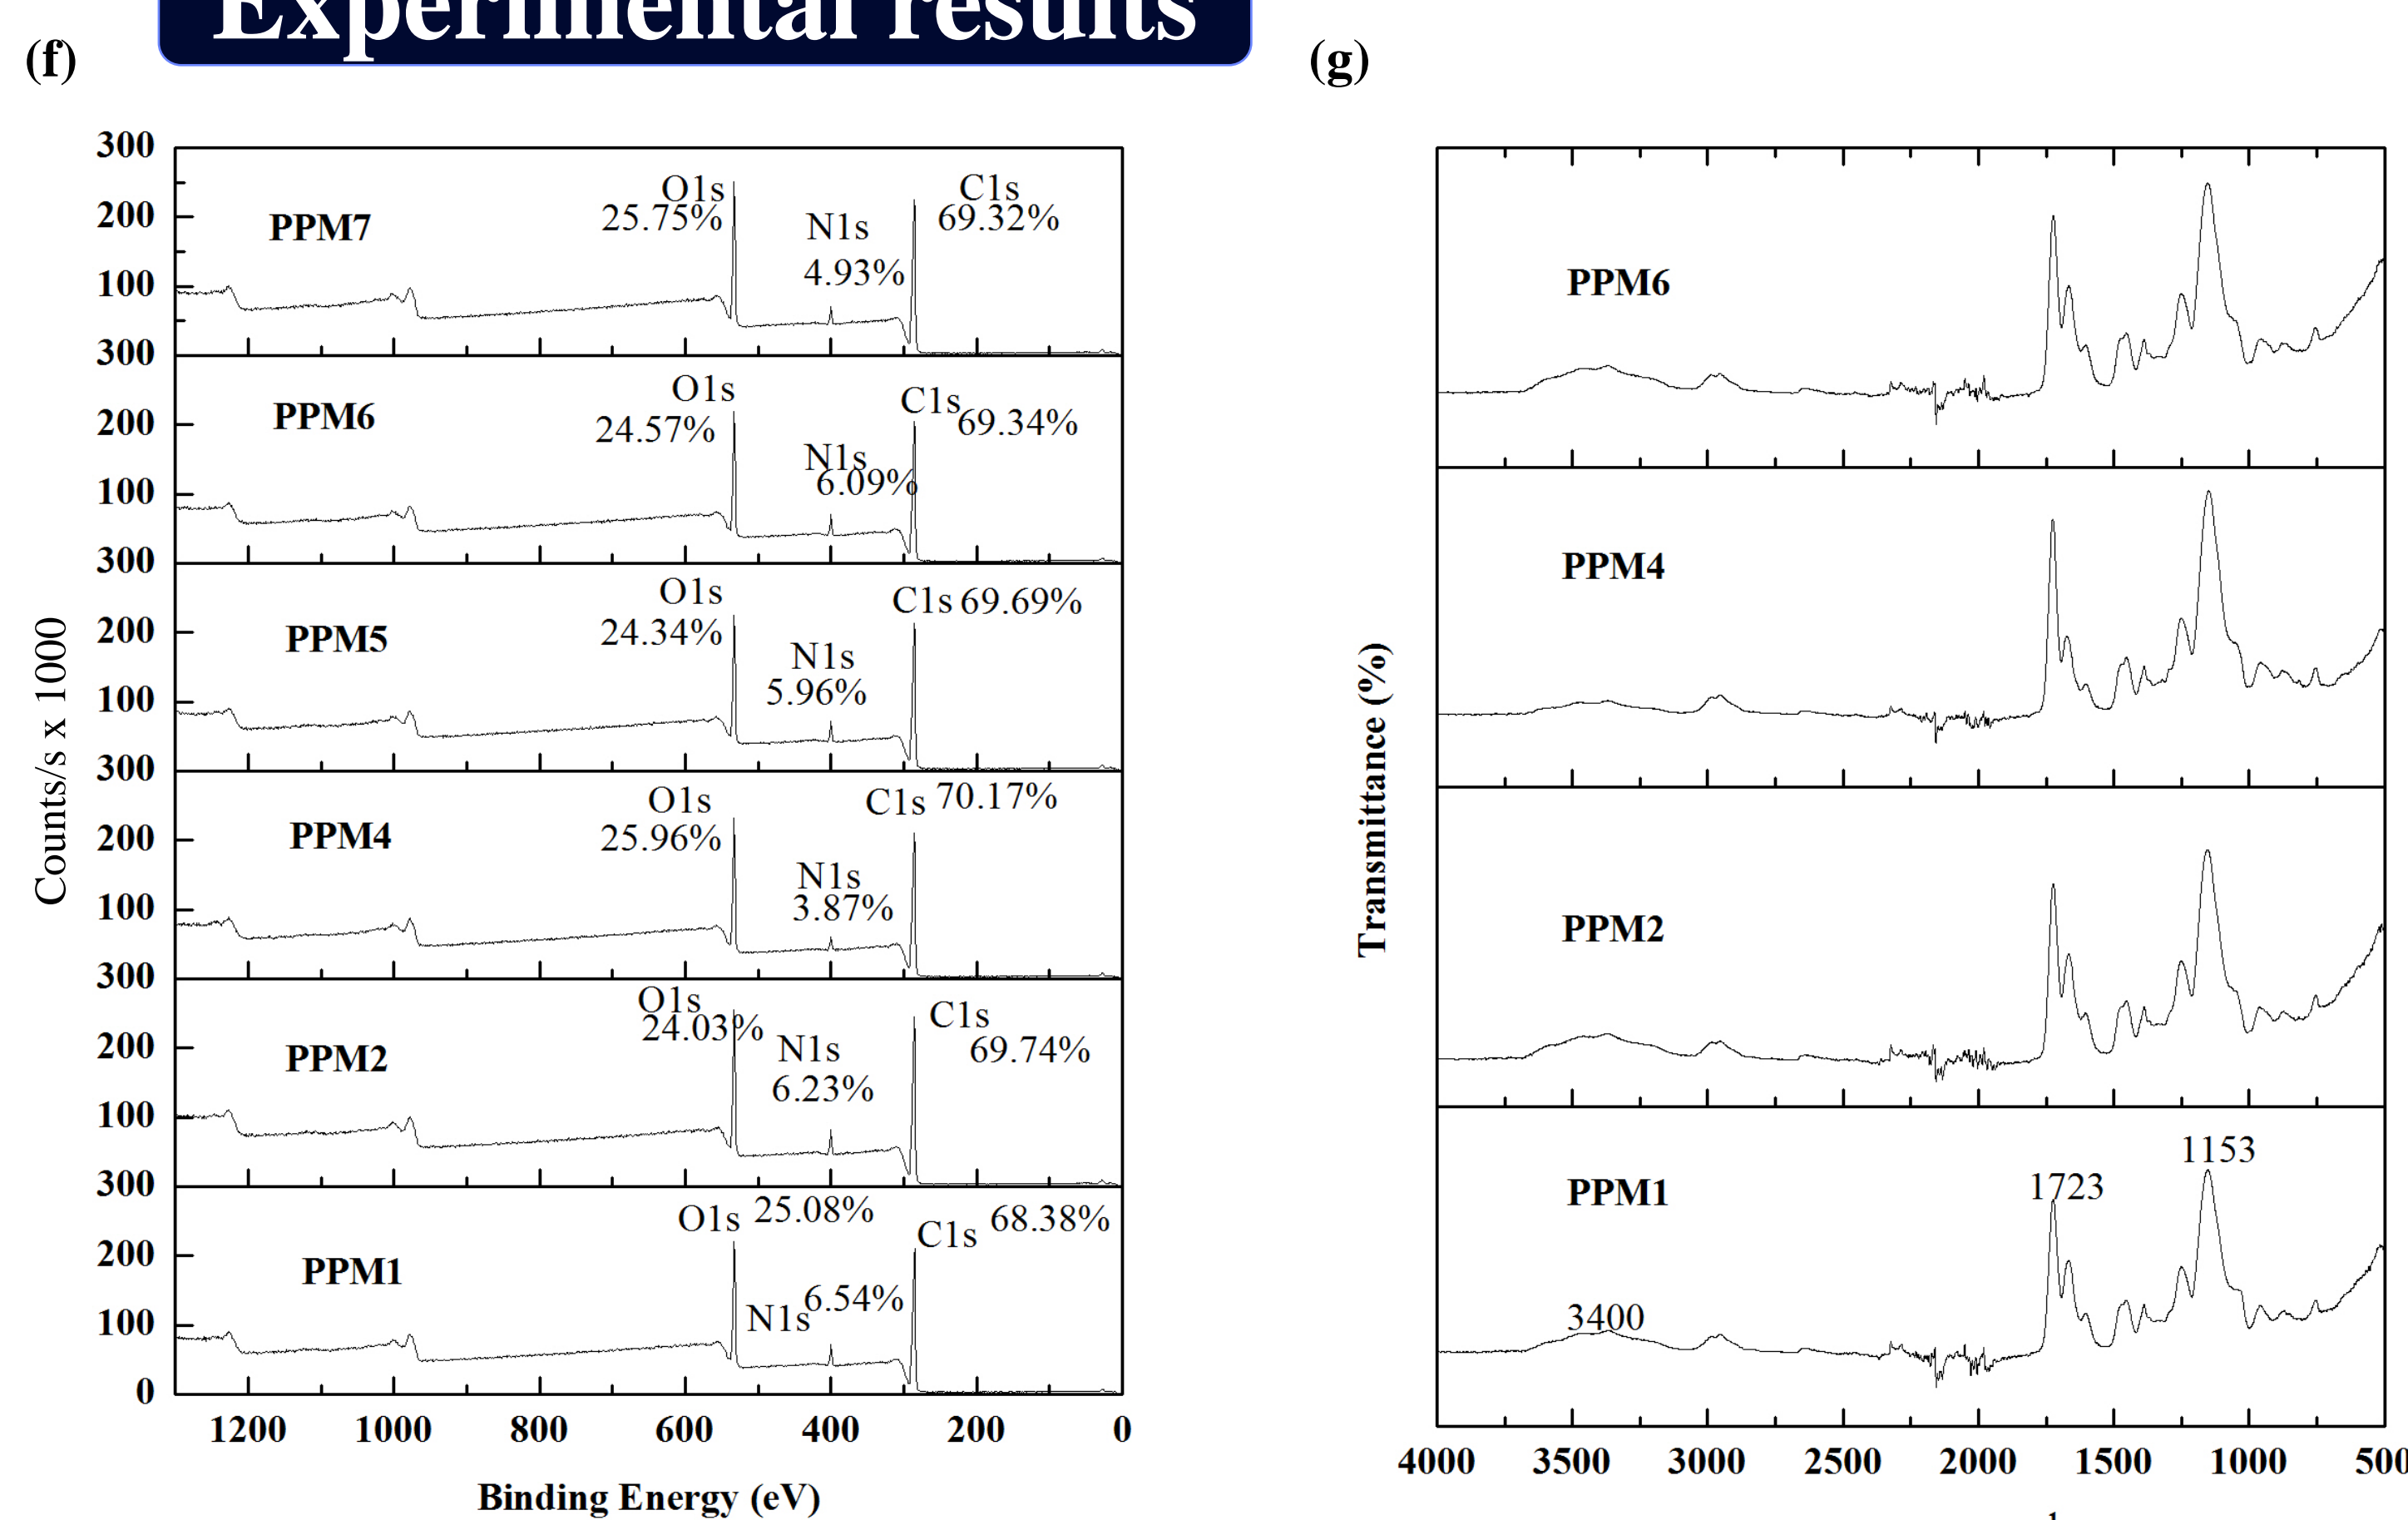 Experimental results
(f)
Counts/s x 1000
300
200
100
PPM7
O1s
25.75%
N1s
4.93%
C1s
69.32%
300
200
100
PPM6
O1s
24.57%
N1s
6.09%
C1s
69.34%
300
200
100
PPM5
O1s
24.34%
N1s
5.96%
C1s 69.69%
300
200
100
PPM4
O1s
25.96%
N1s
3.87%
C1s 70.17%
300
200
100
PPM2
O1s
24.03%
N1s
6.23%
C1s
69.74%
300
200
100
0
PPM1
O1s 25.08%
N1s 6.54%
C1s 68.38%
1200 1000 800 600 400 200 0
Binding Energy (eV)
(g)
Transmittance (%)
PPM6
PPM4
PPM2
PPM1
3400
1723
1153
4000 3500 3000 2500 2000 1500 1000 500